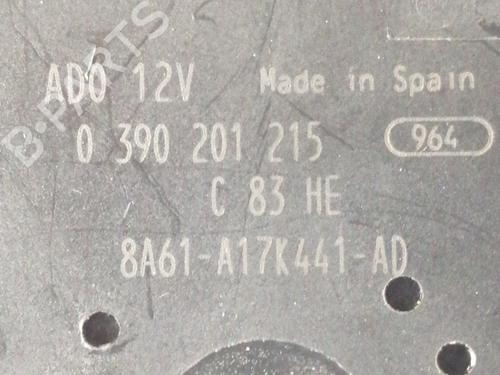 ADO 12V Made in Spain
0 390 201 215 964
C 83 HE
8A61-A17K441-AD
B-PARTS